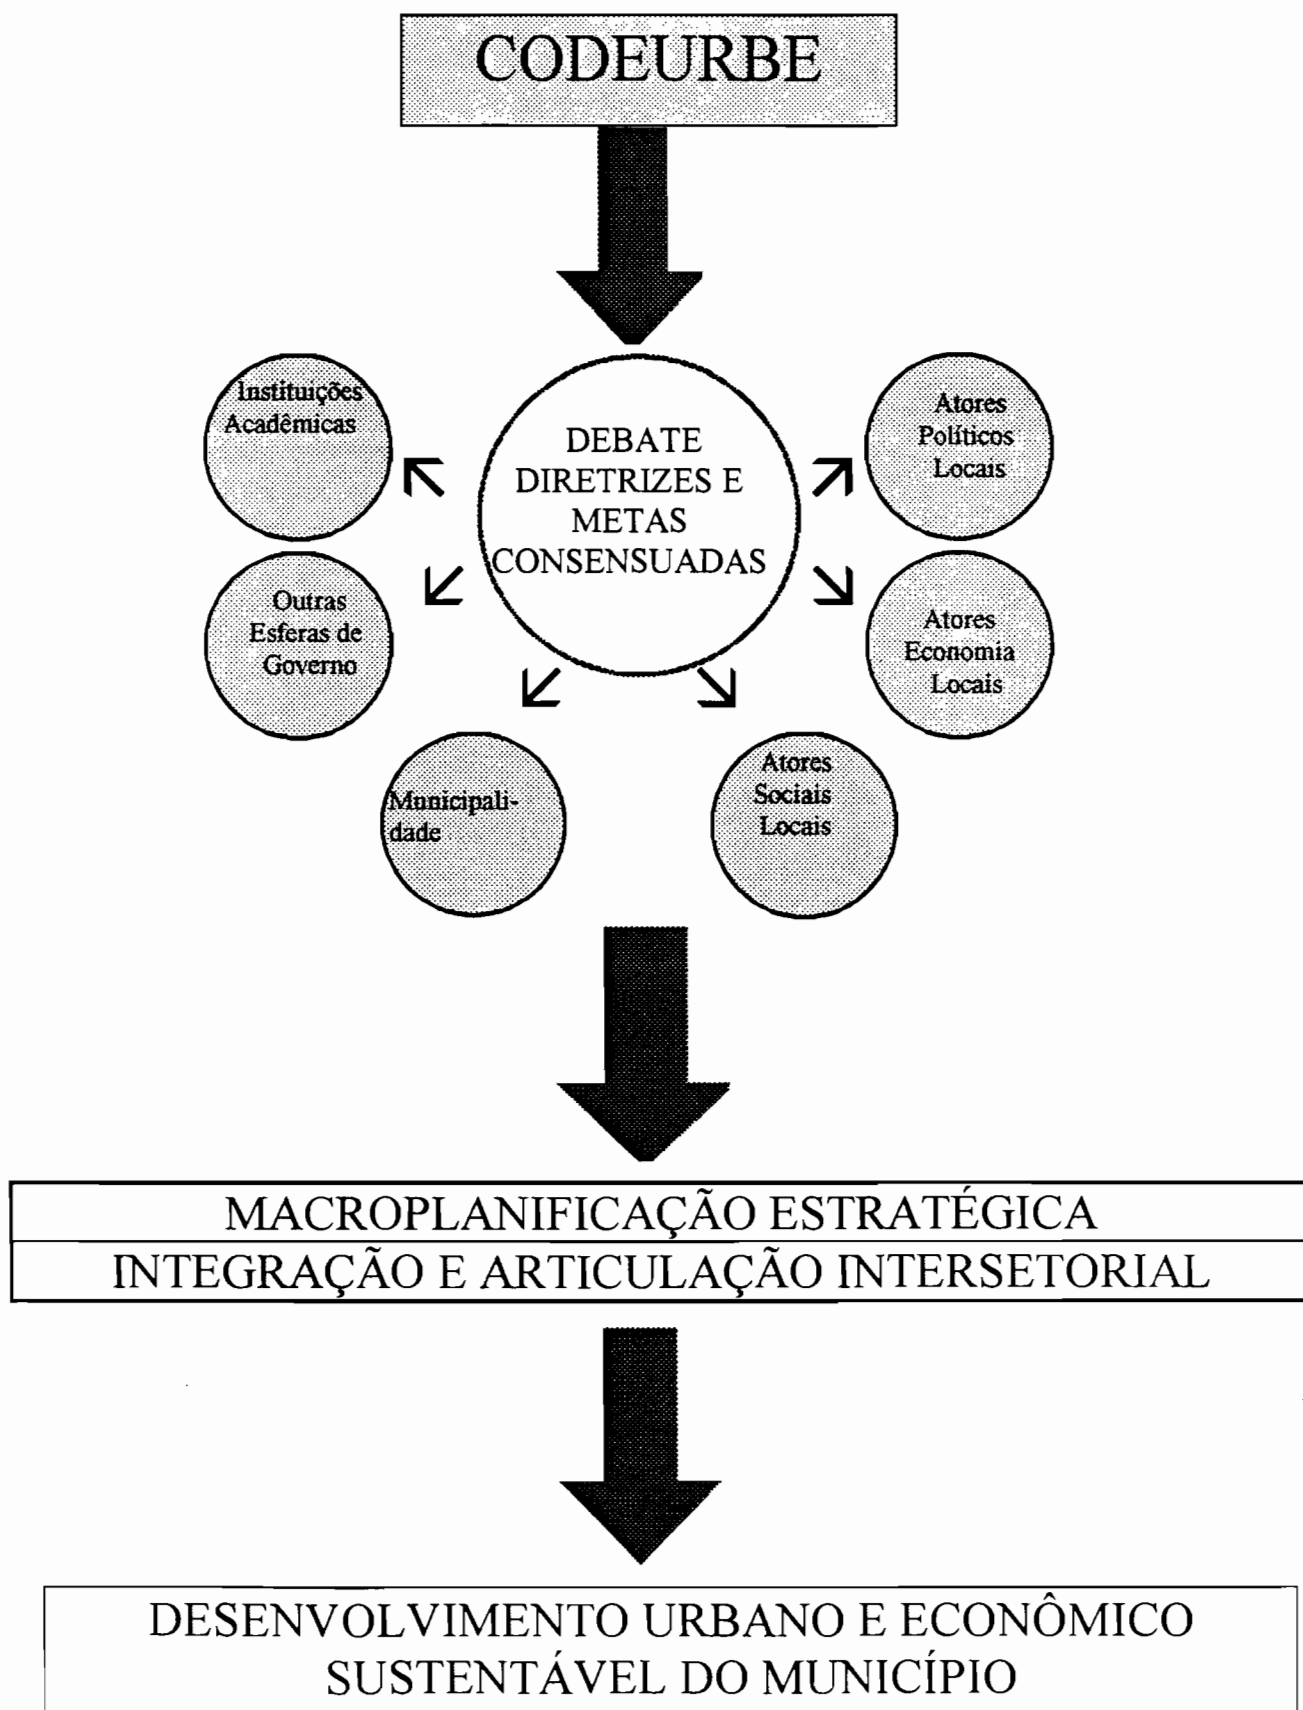 CODEURBE
Instituições
Acadêmicas
DEBATE
DIRETRIZES E
METAS
CONSENSUADAS
Atores
Políticos
Locais
Outras
Esferas de
Governo
Atores
Economia
Locais
Municipali-
dade
Atores
Sociais
Locais
MACROPLANIFICAÇÃO ESTRATÉGICA
INTEGRAÇÃO E ARTICULAÇÃO INTERSETORIAL
DESENVOLVIMENTO URBANO E ECONÔMICO
SUSTENTÁVEL DO MUNICÍPIO